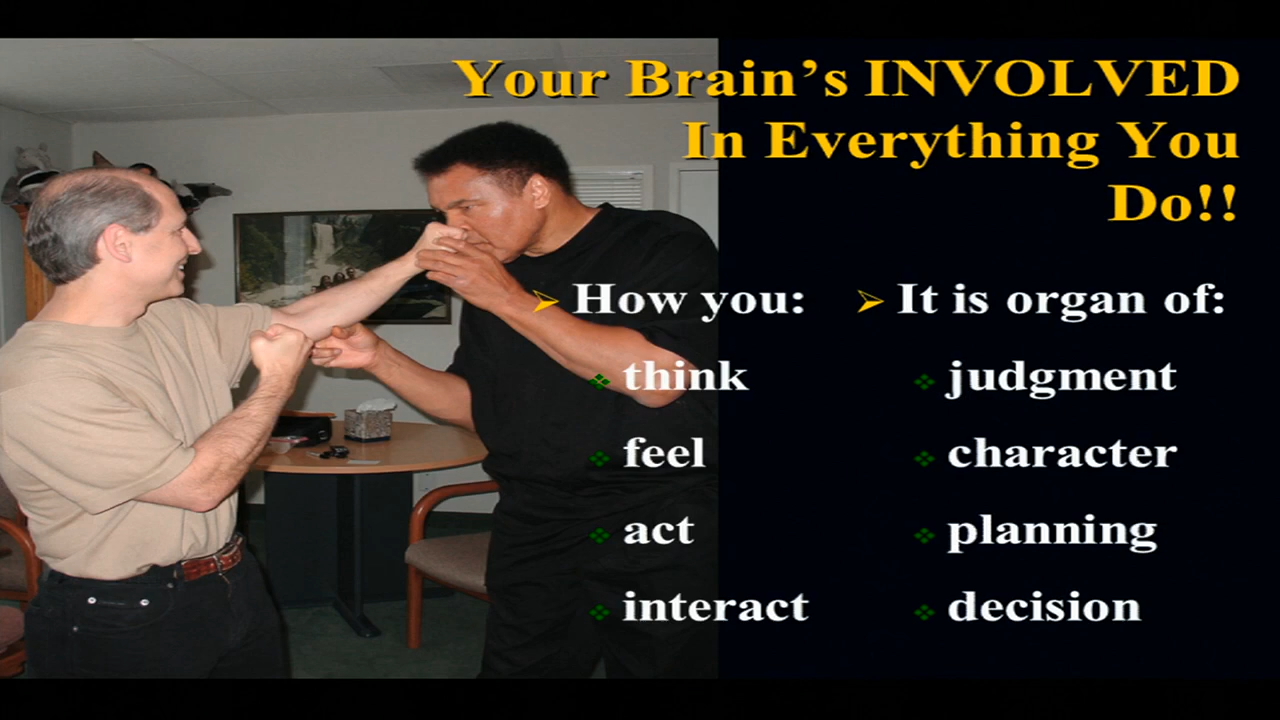 Your Brain’s INVOLVED
In Everything You
Do!!
How you:
think
feel
act
interact
It is organ of:
judgment
character
planning
decision